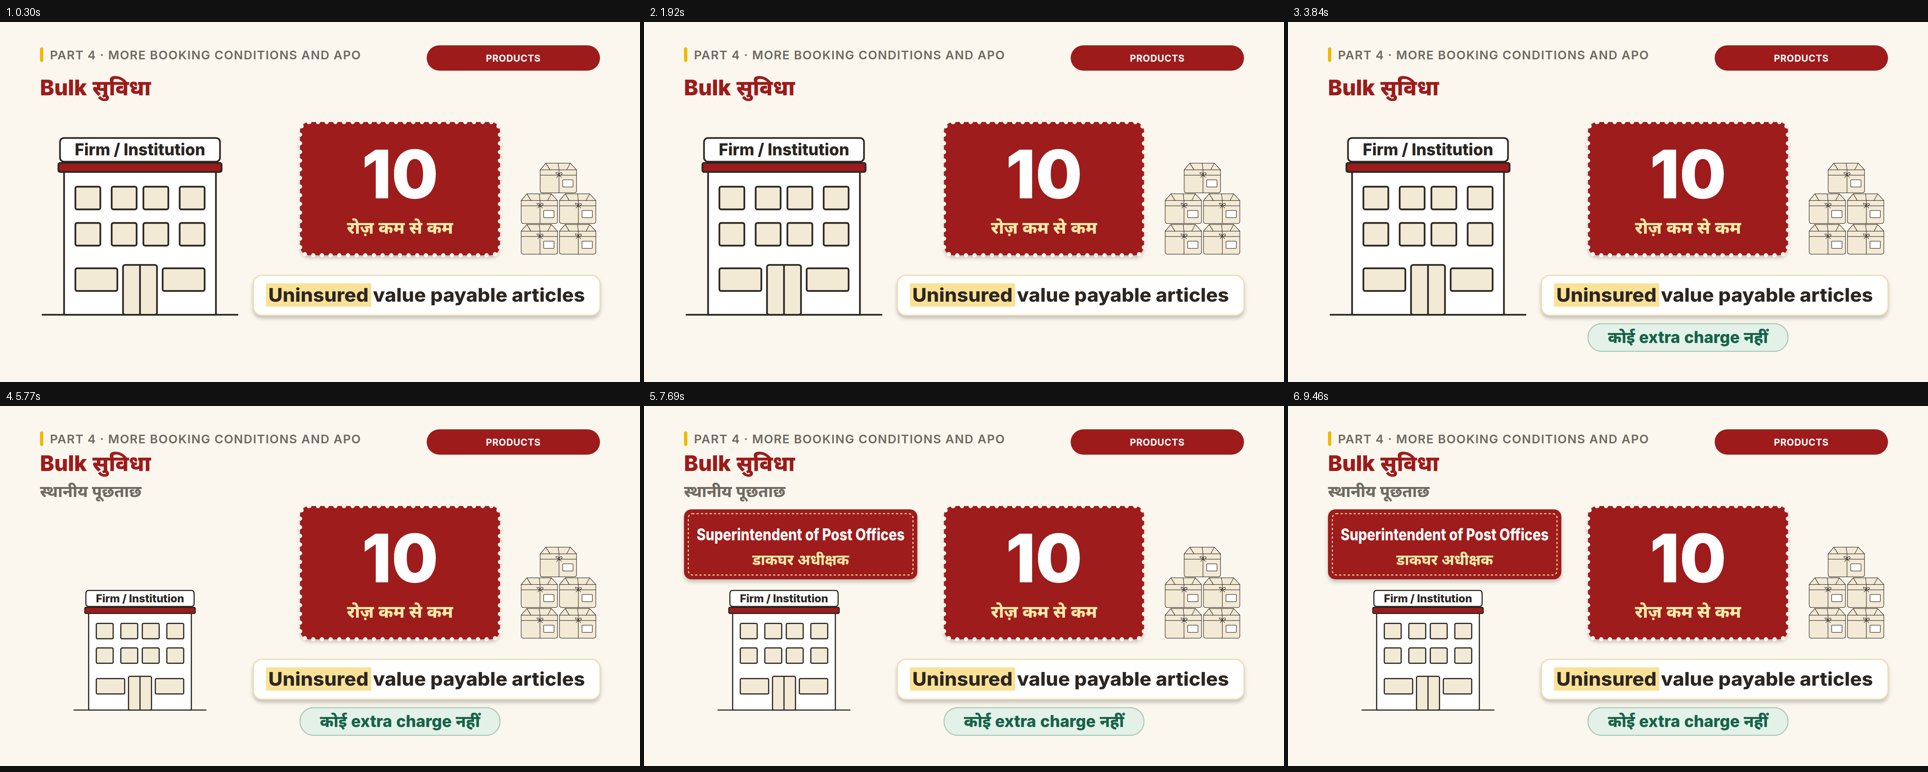 1. 0.30s
PART 4 · MORE BOOKING CONDITIONS AND APO
PRODUCTS
Bulk सुविधा
Firm / Institution
10
रोज़ कम से कम
Uninsured value payable articles
2. 1.92s
PART 4 · MORE BOOKING CONDITIONS AND APO
PRODUCTS
Bulk सुविधा
Firm / Institution
10
रोज़ कम से कम
Uninsured value payable articles
3. 3.84s
PART 4 · MORE BOOKING CONDITIONS AND APO
PRODUCTS
Bulk सुविधा
Firm / Institution
10
रोज़ कम से कम
Uninsured value payable articles
कोई extra charge नहीं
4. 5.77s
PART 4 · MORE BOOKING CONDITIONS AND APO
PRODUCTS
Bulk सुविधा
स्थानीय पूछताछ
Firm / Institution
10
रोज़ कम से कम
Uninsured value payable articles
कोई extra charge नहीं
5. 7.69s
PART 4 · MORE BOOKING CONDITIONS AND APO
PRODUCTS
Bulk सुविधा
स्थानीय पूछताछ
Superintendent of Post Offices
डाकघर अधीक्षक
Firm / Institution
10
रोज़ कम से कम
Uninsured value payable articles
कोई extra charge नहीं
6. 9.46s
PART 4 · MORE BOOKING CONDITIONS AND APO
PRODUCTS
Bulk सुविधा
स्थानीय पूछताछ
Superintendent of Post Offices
डाकघर अधीक्षक
Firm / Institution
10
रोज़ कम से कम
Uninsured value payable articles
कोई extra charge नहीं